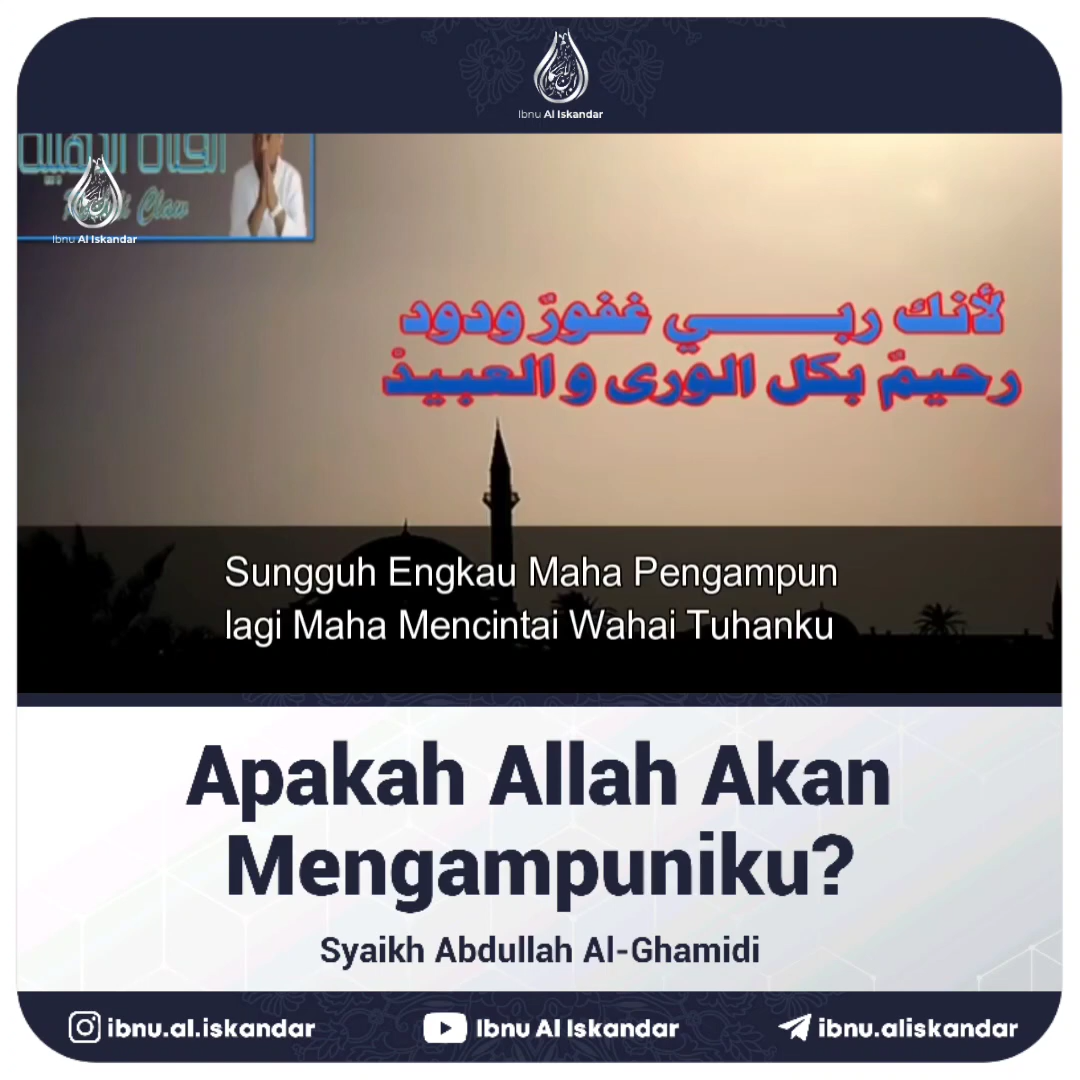 Ibnu Al Iskandar
Ibnu Al Iskandar
لأنك ربـــــي غفورٌ ودود
رحيمٌ بكل الورى و العبيدْ
Sungguh Engkau Maha Pengampun
lagi Maha Mencintai Wahai Tuhanku
Apakah Allah Akan
Mengampuniku?
Syaikh Abdullah Al-Ghamidi
ibnu.al.iskandar
Ibnu Al Iskandar
ibnu.aliskandar